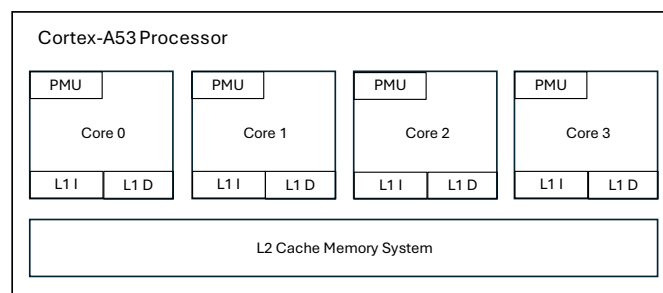 Cortex-A53 Processor
PMU PMU PMU PMU
Core 0 Core 1 Core 2 Core 3
L1 I L1 D L1 I L1 D L1 I L1 D L1 I L1 D
L2 Cache Memory System